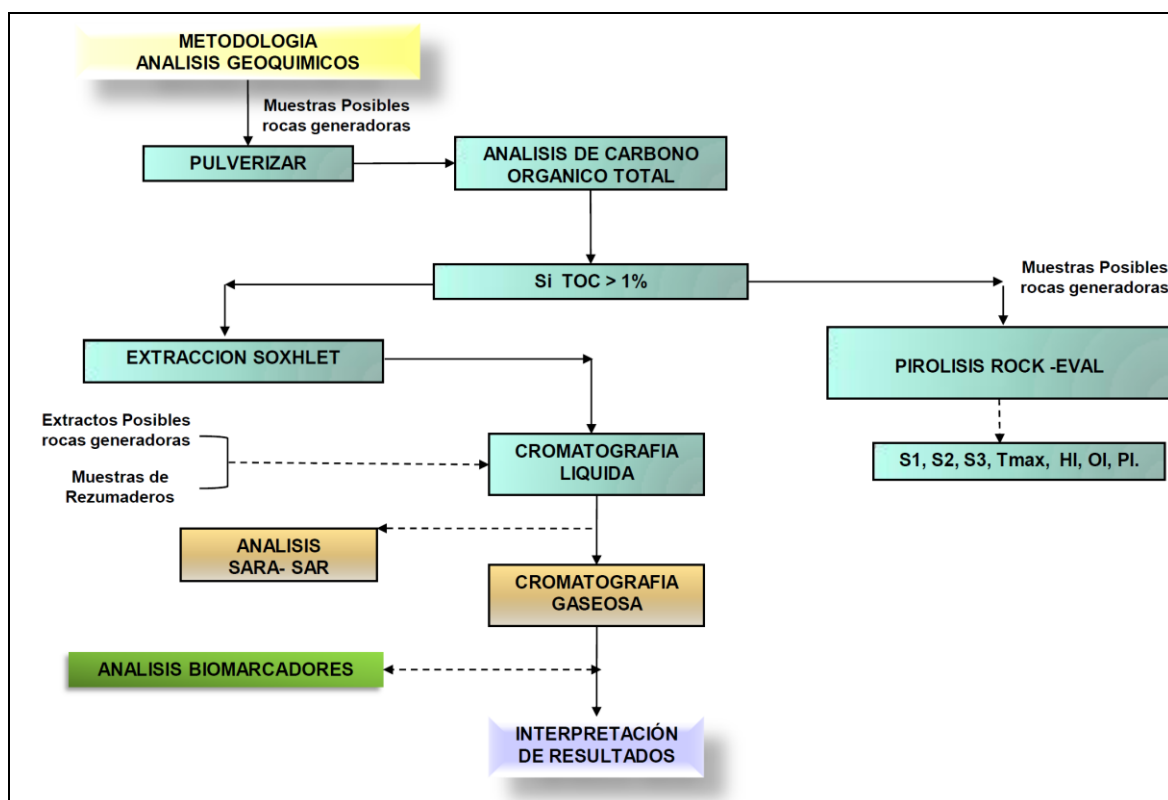 METODOLOGIA
ANALISIS GEOQUIMICOS
Muestras Posibles
rocas generadoras
PULVERIZAR
ANALISIS DE CARBONO
ORGANICO TOTAL
Si TOC > 1%
Muestras Posibles
rocas generadoras
EXTRACCION SOXHLET
PIROLISIS ROCK -EVAL
Extractos Posibles
rocas generadoras
Muestras de
Rezumaderos
CROMATOGRAFIA
LIQUIDA
S1, S2, S3, Tmax, HI, OI, PI.
ANALISIS
SARA- SAR
CROMATOGRAFIA
GASEOSA
ANALISIS BIOMARCADORES
INTERPRETACIÓN
DE RESULTADOS